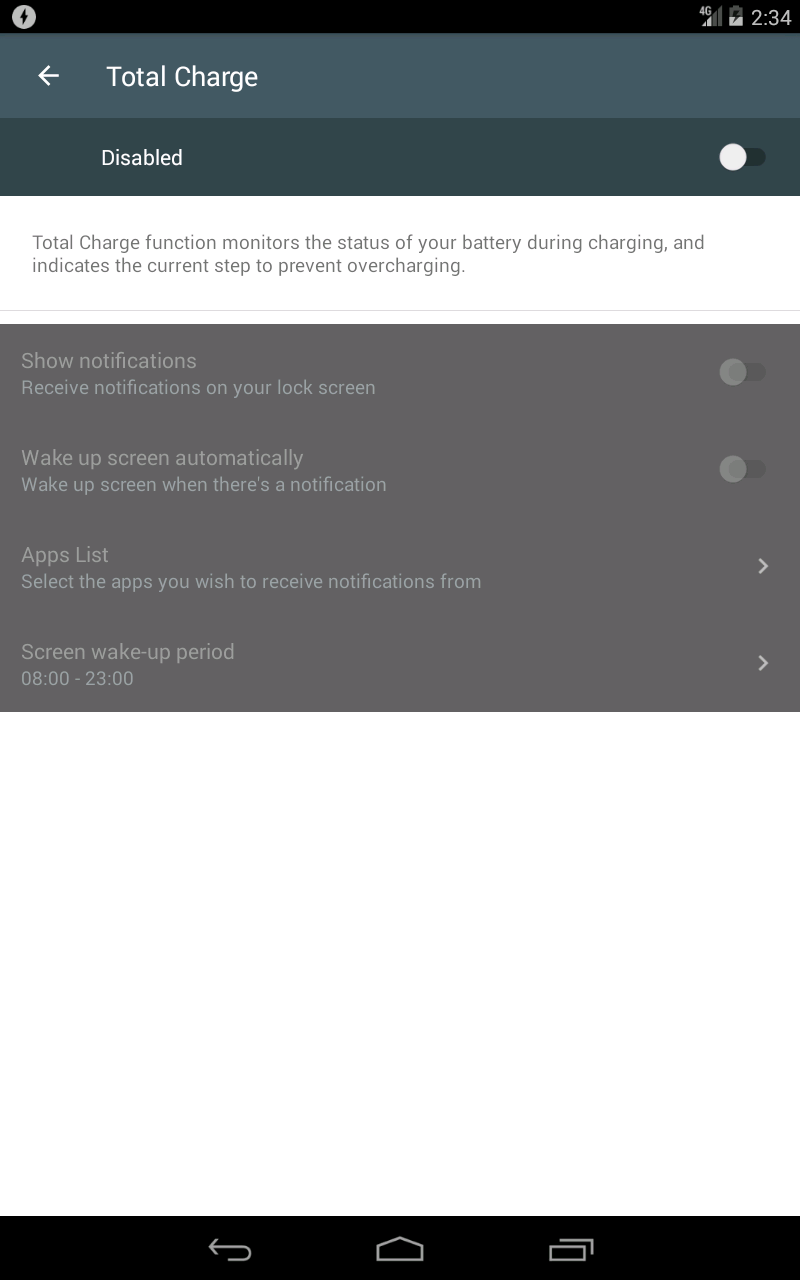 4G 2:34
Total Charge
Disabled
Total Charge function monitors the status of your battery during charging, and
indicates the current step to prevent overcharging.
Show notifications
Receive notifications on your lock screen
Wake up screen automatically
Wake up screen when there's a notification
Apps List
Select the apps you wish to receive notifications from
Screen wake-up period
08:00 - 23:00